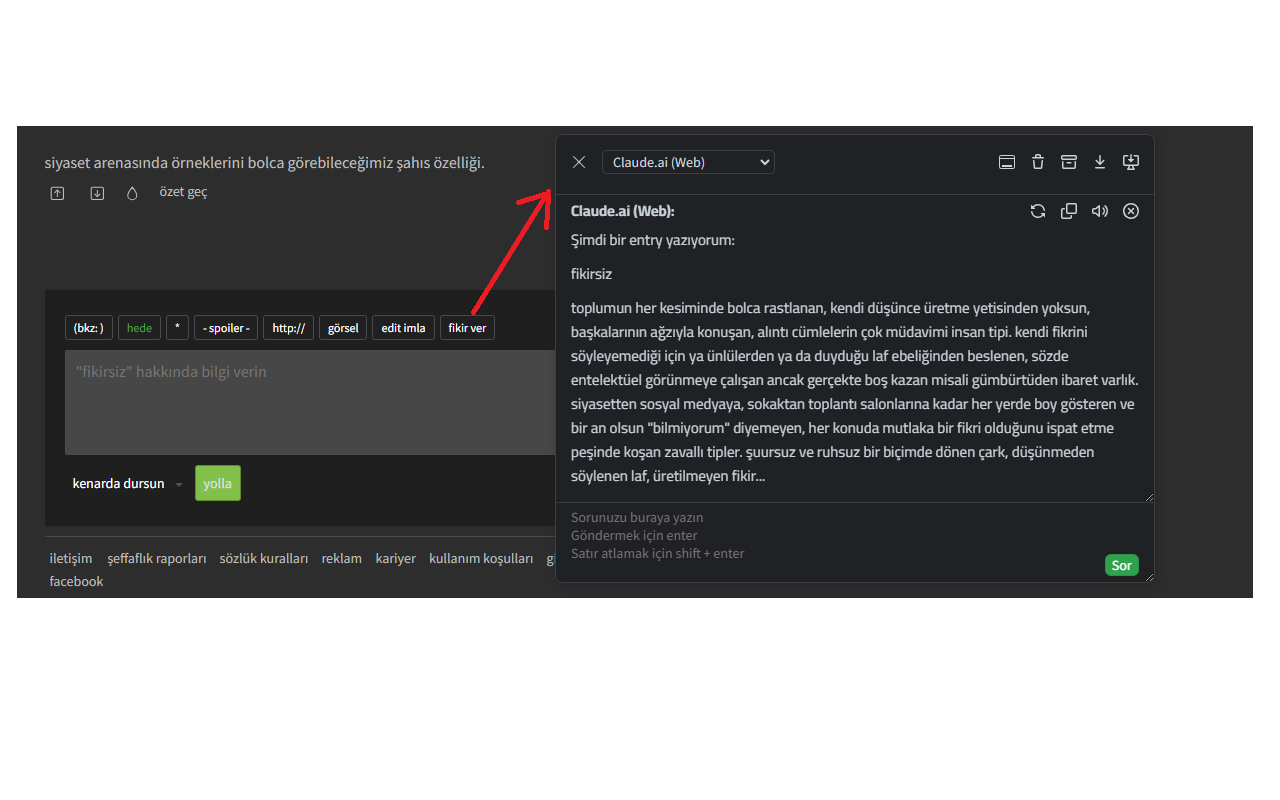 siyaset arenasında örneklerini bolca görebileceğimiz şahıs özelliği.
özet geç
(bkz: )
hede
*
- spoiler -
http://
görsel
edit imla
fikir ver
"fikirsiz" hakkında bilgi verin
kenarda dursun
yolla
iletişim şeffaflık raporları sözlük kuralları reklam kariyer kullanım koşulları
facebook
Claude.ai (Web)
Claude.ai (Web):
Şimdi bir entry yazıyorum:
fikirsiz
toplumun her kesiminde bolca rastlanan, kendi düşünce üretme yetisinden yoksun,
başkalarının ağzıyla konuşan, alıntı cümlelerin çok müdavimi insan tipi. kendi fikrini
söyleyemediği için ya ünlülerden ya da duyduğu laf ebeliğinden beslenen, sözde
entelektüel görünmeye çalışan ancak gerçekte boş kazan misali gümbürtüden ibaret varlık.
siyasetten sosyal medyaya, sokaktan toplantı salonlarına kadar her yerde boy gösteren ve
bir an olsun "bilmiyorum" diyemeyen, her konuda mutlaka bir fikri olduğunu ispat etme
peşinde koşan zavallı tipler. şuursuz ve ruhsuz bir biçimde dönen çark, düşünmeden
söylenen laf, üretilmeyen fikir...
Sorunuzu buraya yazın
Göndermek için enter
Satır atlamak için shift + enter
Sor